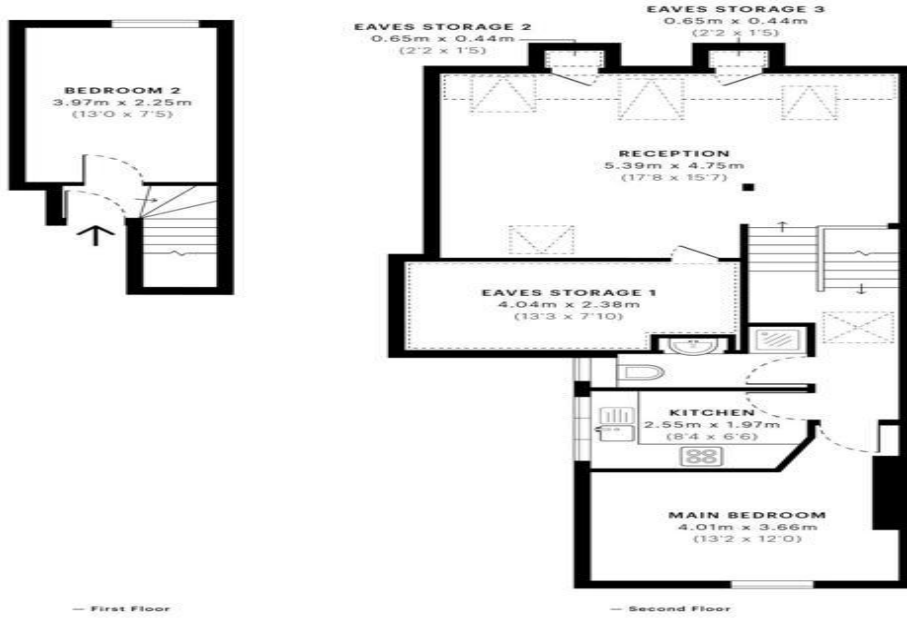 BEDROOM 2
3.97m x 2.25m
(13'0 x 7'5)
— First Floor
EAVES STORAGE 2
0.65m x 0.44m
(2'2 x 1'5)
EAVES STORAGE 3
0.65m x 0.44m
(2'2 x 1'5)
RECEPTION
5.39m x 4.75m
(17'8 x 15'7)
EAVES STORAGE 1
4.04m x 2.38m
(13'3 x 7'10)
KITCHEN
2.55m x 1.97m
(8'4 x 6'6)
MAIN BEDROOM
4.01m x 3.66m
(13'2 x 12'0)
— Second Floor